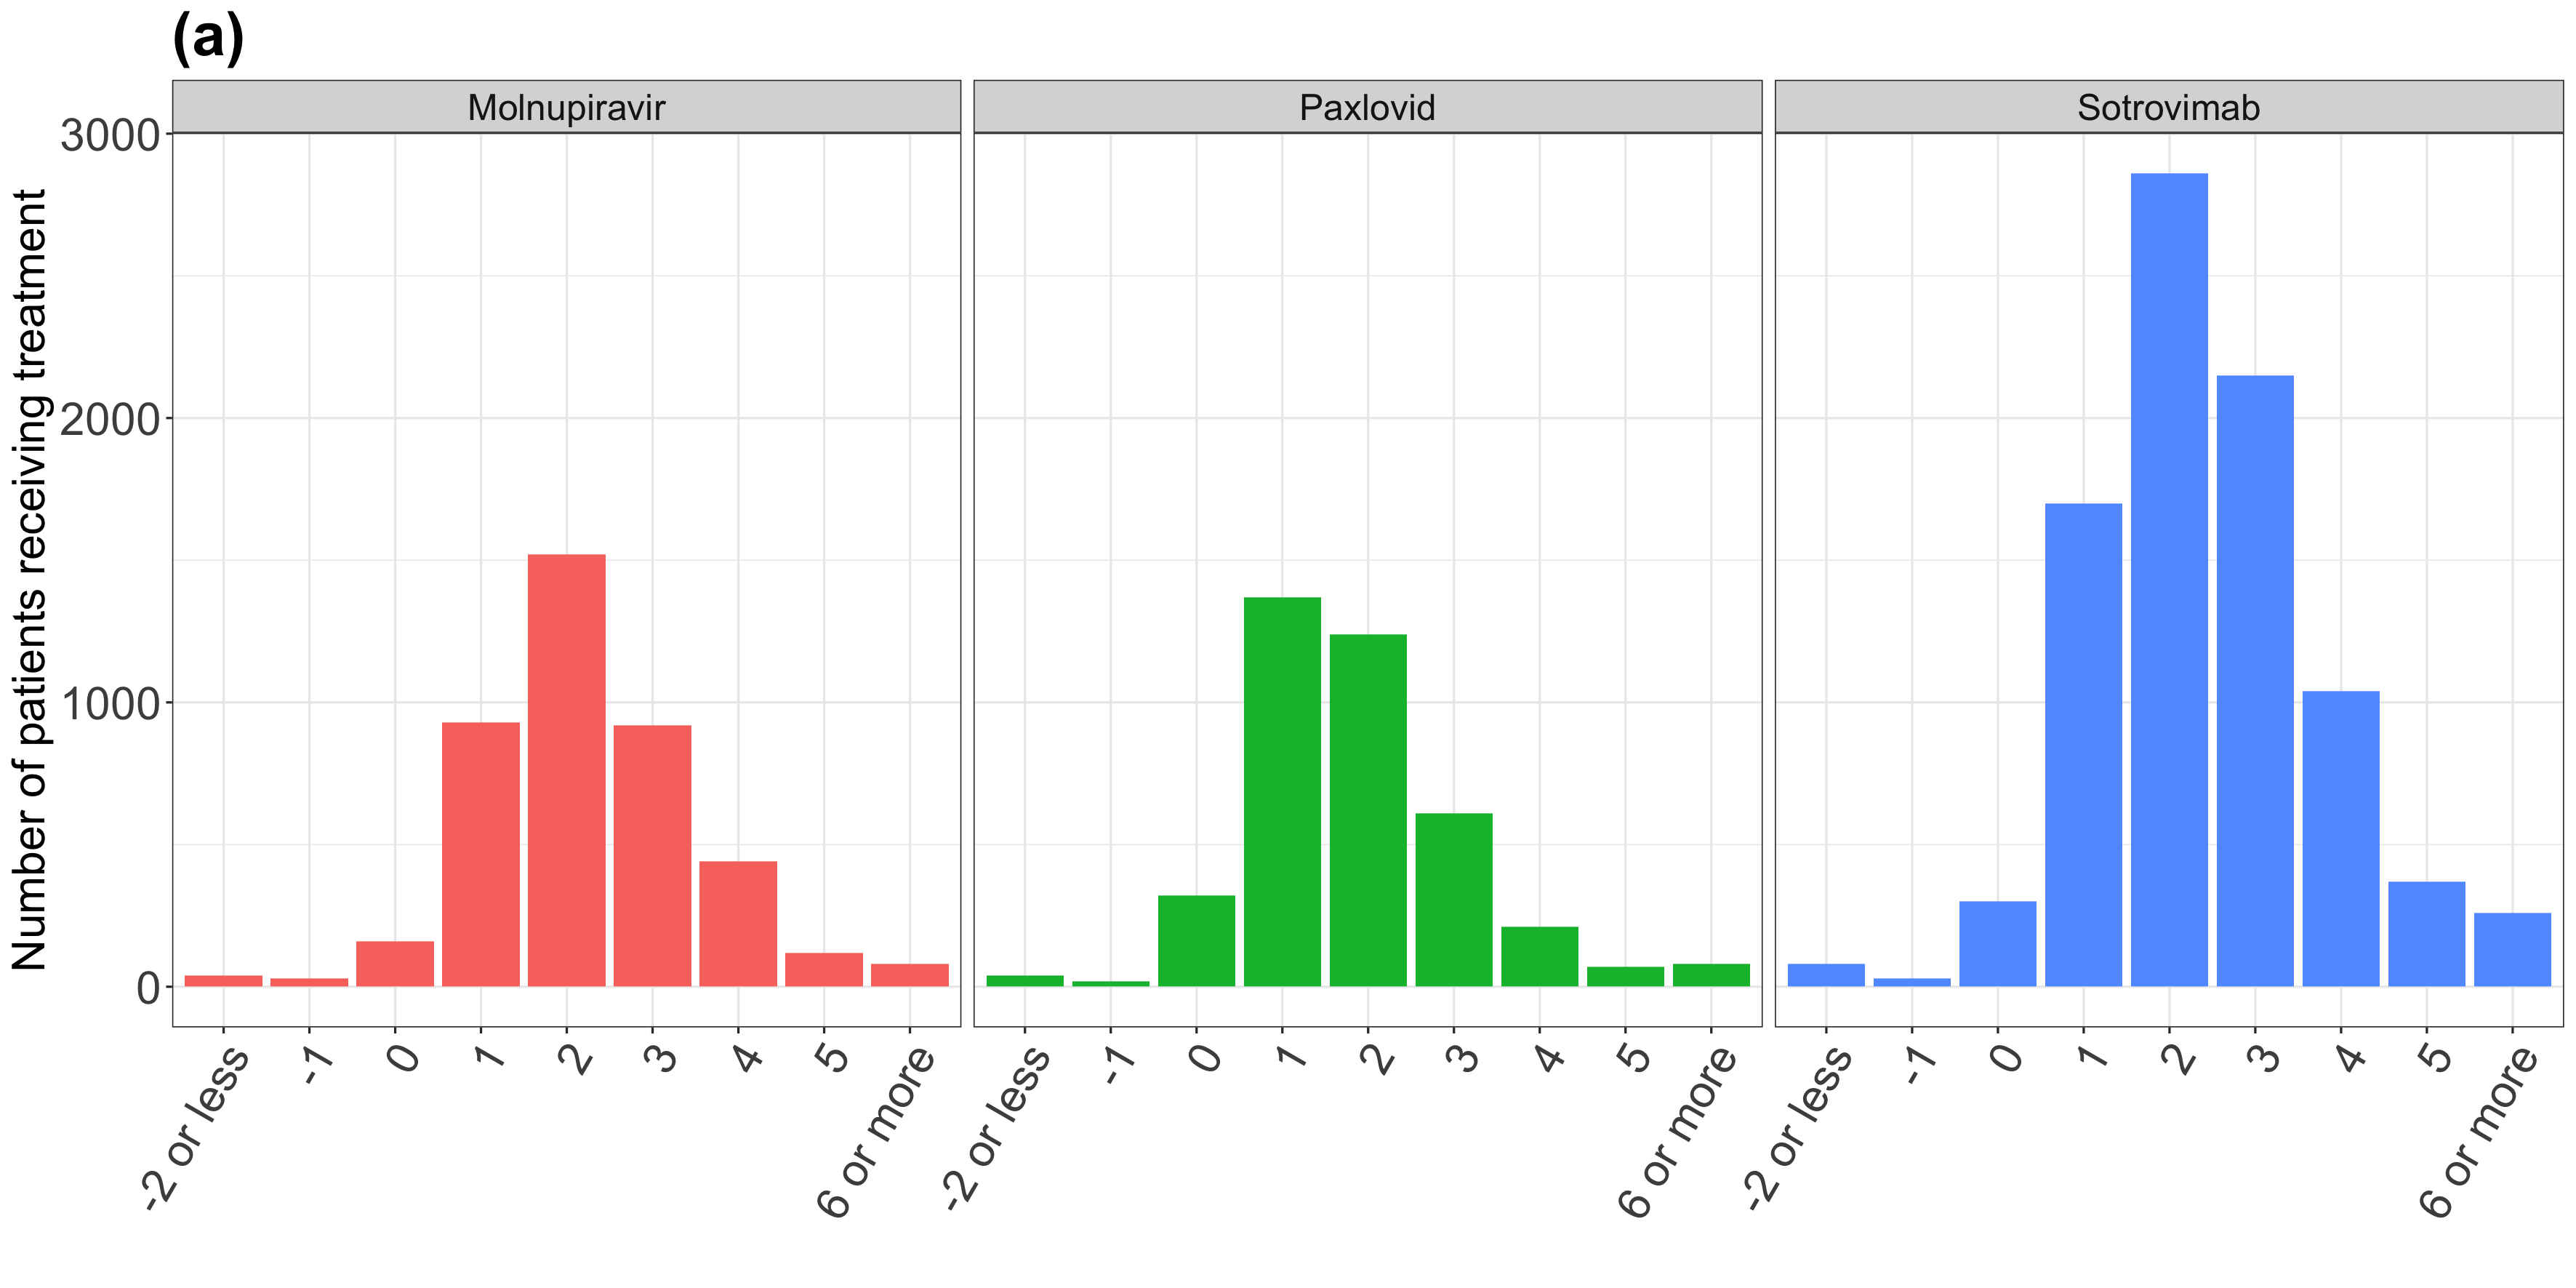 (a)
Molnupiravir
Paxlovid
Sotrovimab
Number of patients receiving treatment
3000
2000
1000
0
-2 or less
-1
0
1
2
3
4
5
6 or more
-2 or less
-1
0
1
2
3
4
5
6 or more
-2 or less
-1
0
1
2
3
4
5
6 or more